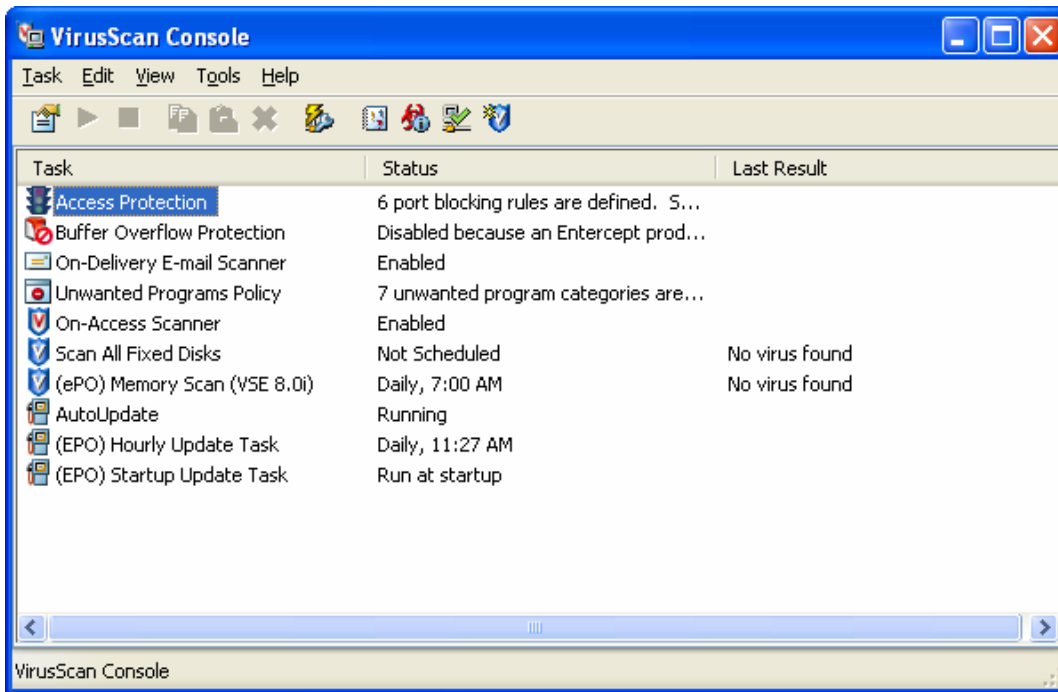 VirusScan Console
Task Edit View Tools Help
Task Status Last Result
Access Protection 6 port blocking rules are defined. S...
Buffer Overflow Protection Disabled because an Entercept prod...
On-Delivery E-mail Scanner Enabled
Unwanted Programs Policy 7 unwanted program categories are...
On-Access Scanner Enabled
Scan All Fixed Disks Not Scheduled No virus found
(ePO) Memory Scan (VSE 8.0i) Daily, 7:00 AM No virus found
AutoUpdate Running
(EPO) Hourly Update Task Daily, 11:27 AM
(EPO) Startup Update Task Run at startup
VirusScan Console